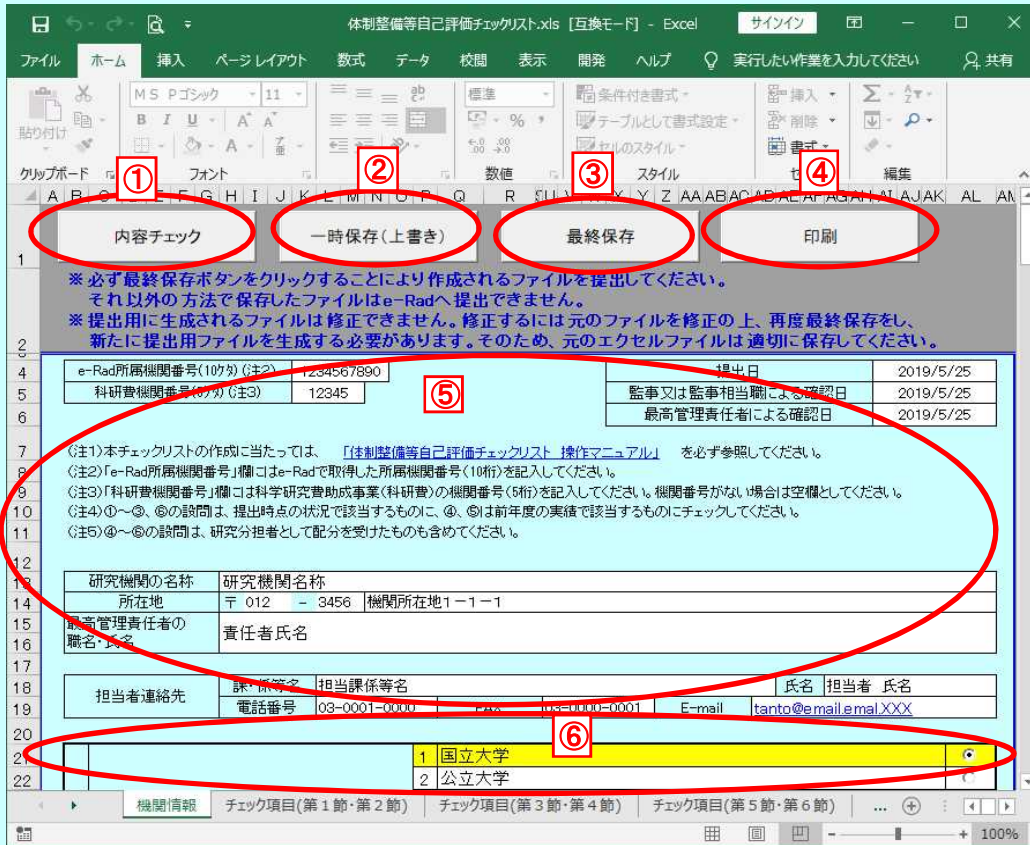 体制整備等自己評価チェックリスト.xls [互換モード] - Excel サインイン
ファイル ホーム 挿入 ページ レイアウト 数式 データ 校閲 表示 開発 ヘルプ 実行したい作業を入力してください 共有
MS Pゴシック 11 標準 条件付き書式 挿入
貼り付け B I U A A % テーブルとして書式設定 削除
セルのスタイル 書式
クリップボード フォント 数値 スタイル 編集
① ② ③ ④
内容チェック 一時保存(上書き) 最終保存 印刷
1
※必ず最終保存ボタンをクリックすることにより作成されるファイルを提出してください。
それ以外の方法で保存したファイルはe-Radへ提出できません。
※提出用に生成されるファイルは修正できません。修正するには元のファイルを修正の上、再度最終保存をし、
2 新たに提出用ファイルを生成する必要があります。そのため、元のエクセルファイルは適切に保存してください。
4 e-Rad所属機関番号(10ケタ)(注2) 1234567890 提出日 2019/5/25
5 科研費機関番号(5ケタ)(注3) 12345 ⑤ 監事又は監事相当職による確認日 2019/5/25
6 最高管理責任者による確認日 2019/5/25
7 (注1)本チェックリストの作成に当たっては、 「体制整備等自己評価チェックリスト 操作マニュアル」 を必ず参照してください。
8 (注2)「e-Rad所属機関番号」欄にはe-Radで取得した所属機関番号(10桁)を記入してください。
9 (注3)「科研費機関番号」欄には科学研究費助成事業(科研費)の機関番号(5桁)を記入してください。機関番号がない場合は空欄としてください。
10 (注4)①~③、⑥の設問は、提出時点の状況で該当するものに、④、⑤は前年度の実績で該当するものにチェックしてください。
11 (注5)④~⑥の設問は、研究分担者として配分を受けたものも含めてください。
12
13 研究機関の名称 研究機関名称
14 所在地 〒 012 - 3456 機関所在地1-1-1
15 最高管理責任者の
16 職名・氏名 責任者氏名
17
18 担当者連絡先 課・係等名 担当課係等名 氏名 担当者 氏名
19 電話番号 03-0001-0000 FAX 03-0000-0001 E-mail tanto@email.emal.XXX
20 ⑥
21 1 国立大学
22 2 公立大学
機関情報 チェック項目(第1節・第2節) チェック項目(第3節・第4節) チェック項目(第5節・第6節) ...
100%